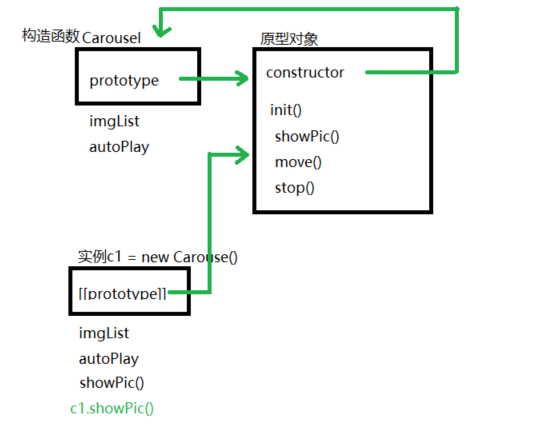 构造函数 Carousel
prototype
imgList
autoPlay
原型对象
constructor
init()
showPic()
move()
stop()
实例c1 = new Carouse()
[[prototype]]
imgList
autoPlay
showPic()
c1.showPic()